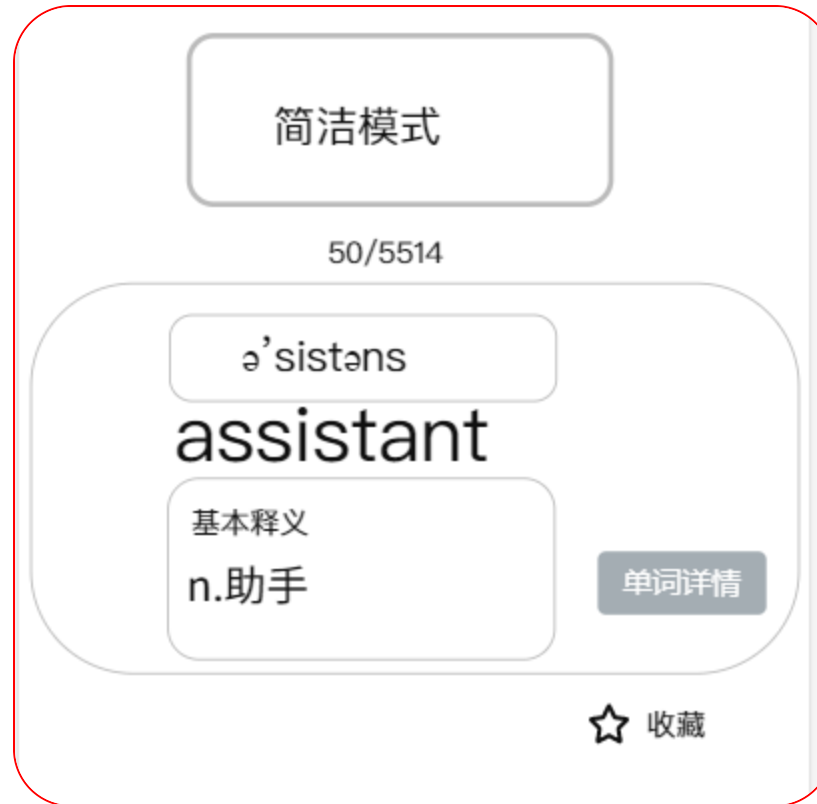 简洁模式
50/5514
ə’sistəns
assistant
基本释义
n.助手
单词详情
收藏